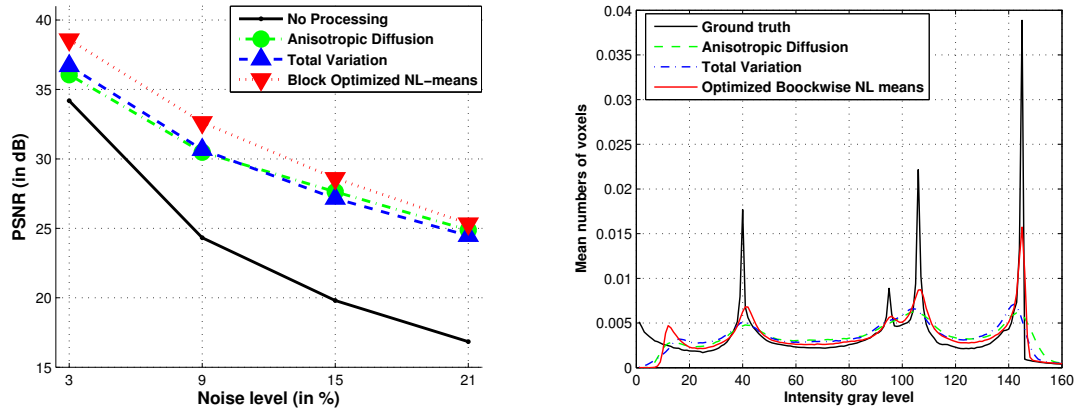 40
35
30
25
20
15
PSNR (in dB)
3
9
15
21
Noise level (in %)
No Processing
Anisotropic Diffusion
Total Variation
Block Optimized NL-means
0.04
0.035
0.03
0.025
0.02
0.015
0.01
0.005
0
Mean numbers of voxels
0
20
40
60
80
100
120
140
160
Intensity gray level
Ground truth
Anisotropic Diffusion
Total Variation
Optimized Boockwise NL means